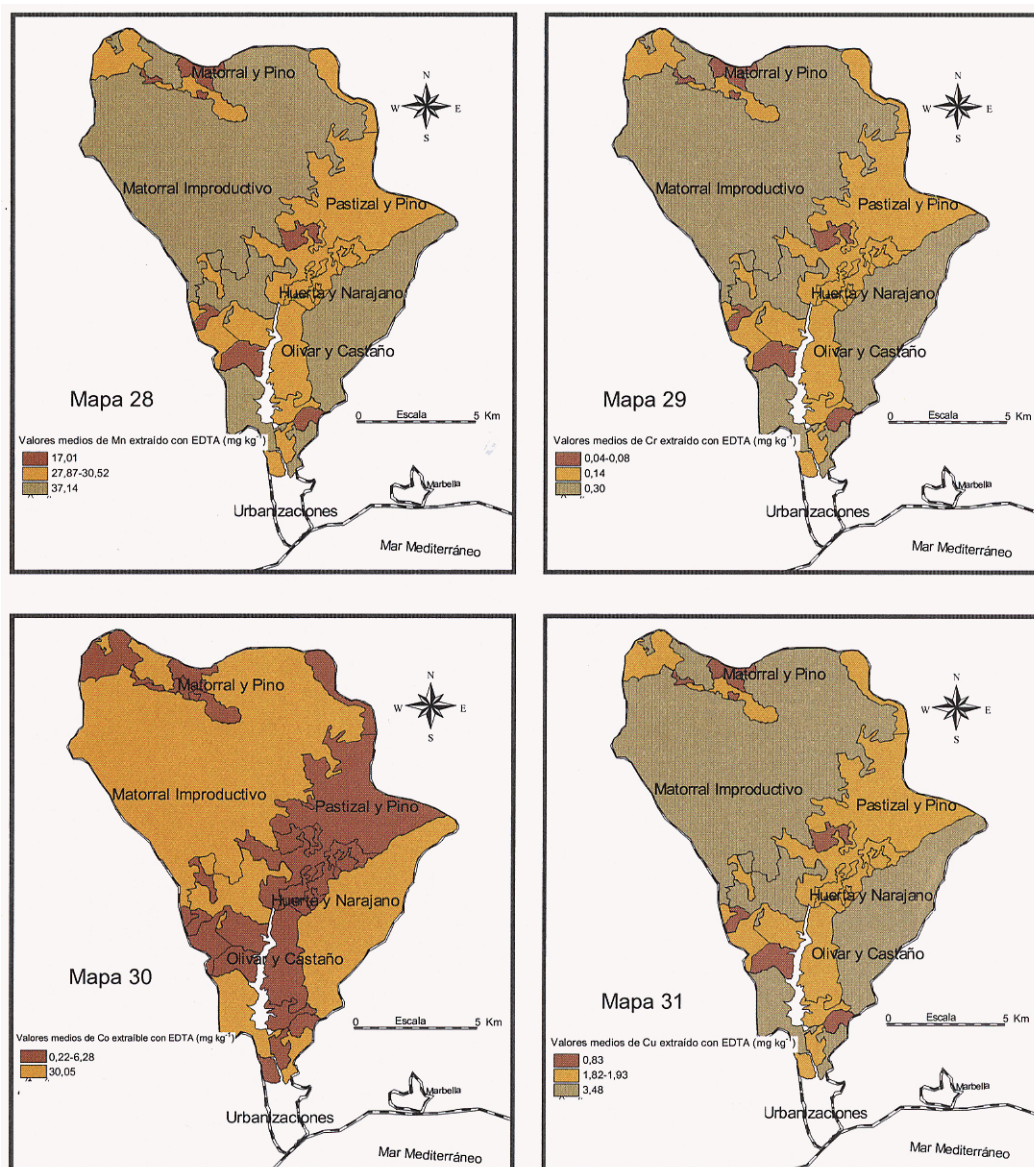 Matorral y Pino
N
W E
S
Matorral Improductivo
Pastizal y Pino
Huerta y Narajano
Olivar y Castaño
Mapa 28
0 Escala 5 Km
Valores medios de Mn extraído con EDTA (mg kg⁻¹)
17,01
27,87-30,52
37,14
Marbella
Urbanizaciones
Mar Mediterráneo
Matorral y Pino
N
W E
S
Matorral Improductivo
Pastizal y Pino
Huerta y Narajano
Olivar y Castaño
Mapa 29
0 Escala 5 Km
Valores medios de Cr extraído con EDTA (mg kg⁻¹)
0,04-0,08
0,14
0,30
Marbella
Urbanizaciones
Mar Mediterráneo
Matorral y Pino
N
W E
S
Matorral Improductivo
Pastizal y Pino
Huerta y Narajano
Olivar y Castaño
Mapa 30
0 Escala 5 Km
Valores medios de Co extraíble con EDTA (mg kg⁻¹)
0,22-6,28
30,05
Marbella
Urbanizaciones
Mar Mediterráneo
Matorral y Pino
N
W E
S
Matorral Improductivo
Pastizal y Pino
Huerta y Narajano
Olivar y Castaño
Mapa 31
0 Escala 5 Km
Valores medios de Cu extraído con EDTA (mg kg⁻¹)
0,83
1,82-1,93
3,48
Marbella
Urbanizaciones
Mar Mediterráneo